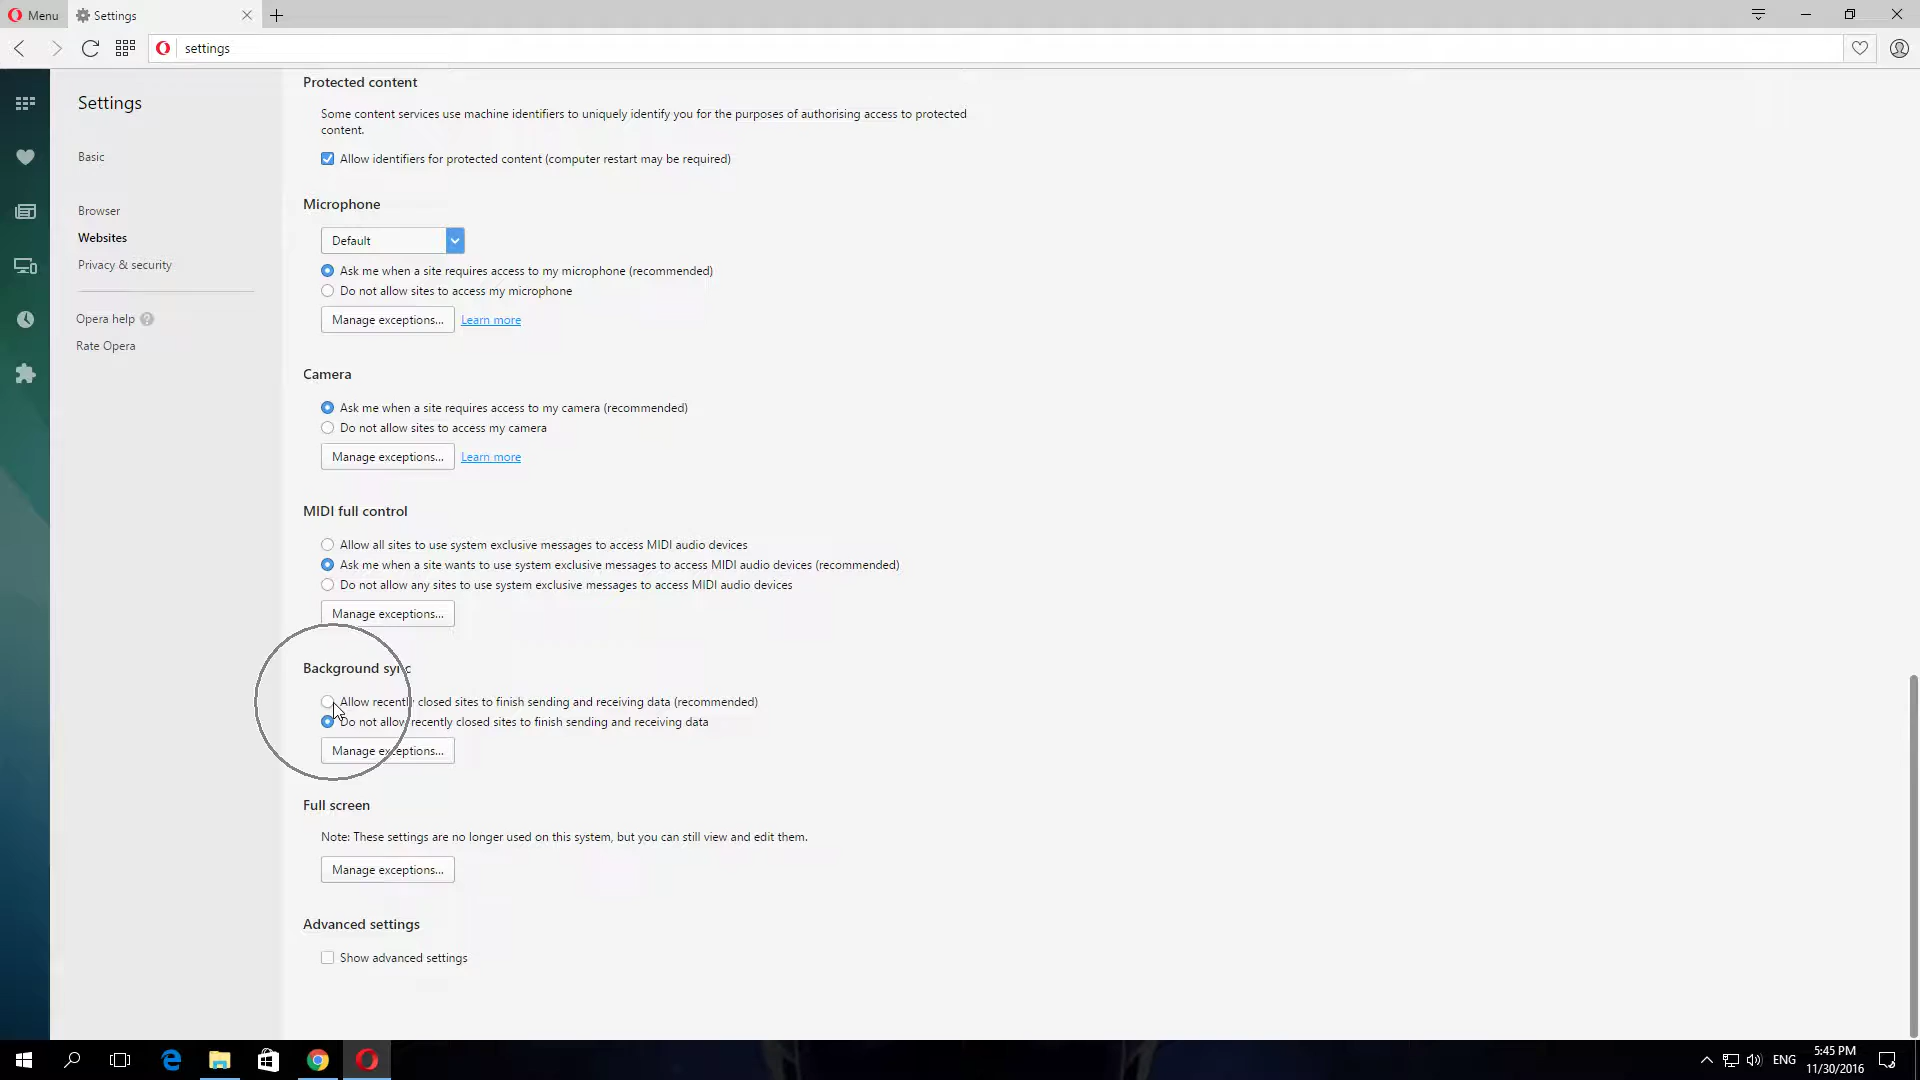 Menu
Settings
settings
Settings
Basic
Browser
Websites
Privacy & security
Opera help ?
Rate Opera
Protected content
Some content services use machine identifiers to uniquely identify you for the purposes of authorising access to protected
content.
Allow identifiers for protected content (computer restart may be required)
Microphone
Default
Ask me when a site requires access to my microphone (recommended)
Do not allow sites to access my microphone
Manage exceptions... Learn more
Camera
Ask me when a site requires access to my camera (recommended)
Do not allow sites to access my camera
Manage exceptions... Learn more
MIDI full control
Allow all sites to use system exclusive messages to access MIDI audio devices
Ask me when a site wants to use system exclusive messages to access MIDI audio devices (recommended)
Do not allow any sites to use system exclusive messages to access MIDI audio devices
Manage exceptions...
Background sync
Allow recently closed sites to finish sending and receiving data (recommended)
Do not allow recently closed sites to finish sending and receiving data
Manage exceptions...
Full screen
Note: These settings are no longer used on this system, but you can still view and edit them.
Manage exceptions...
Advanced settings
Show advanced settings
ENG
5:45 PM
11/30/2016